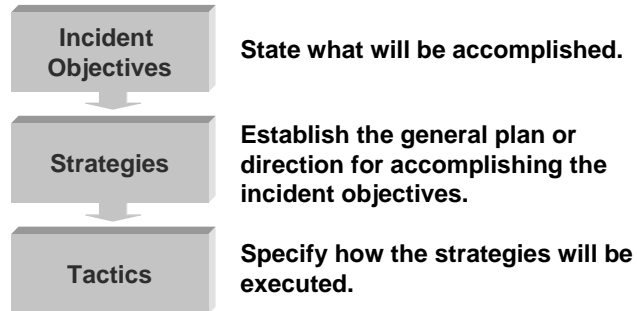 Incident
Objectives
State what will be accomplished.
Strategies
Establish the general plan or
direction for accomplishing the
incident objectives.
Tactics
Specify how the strategies will be
executed.